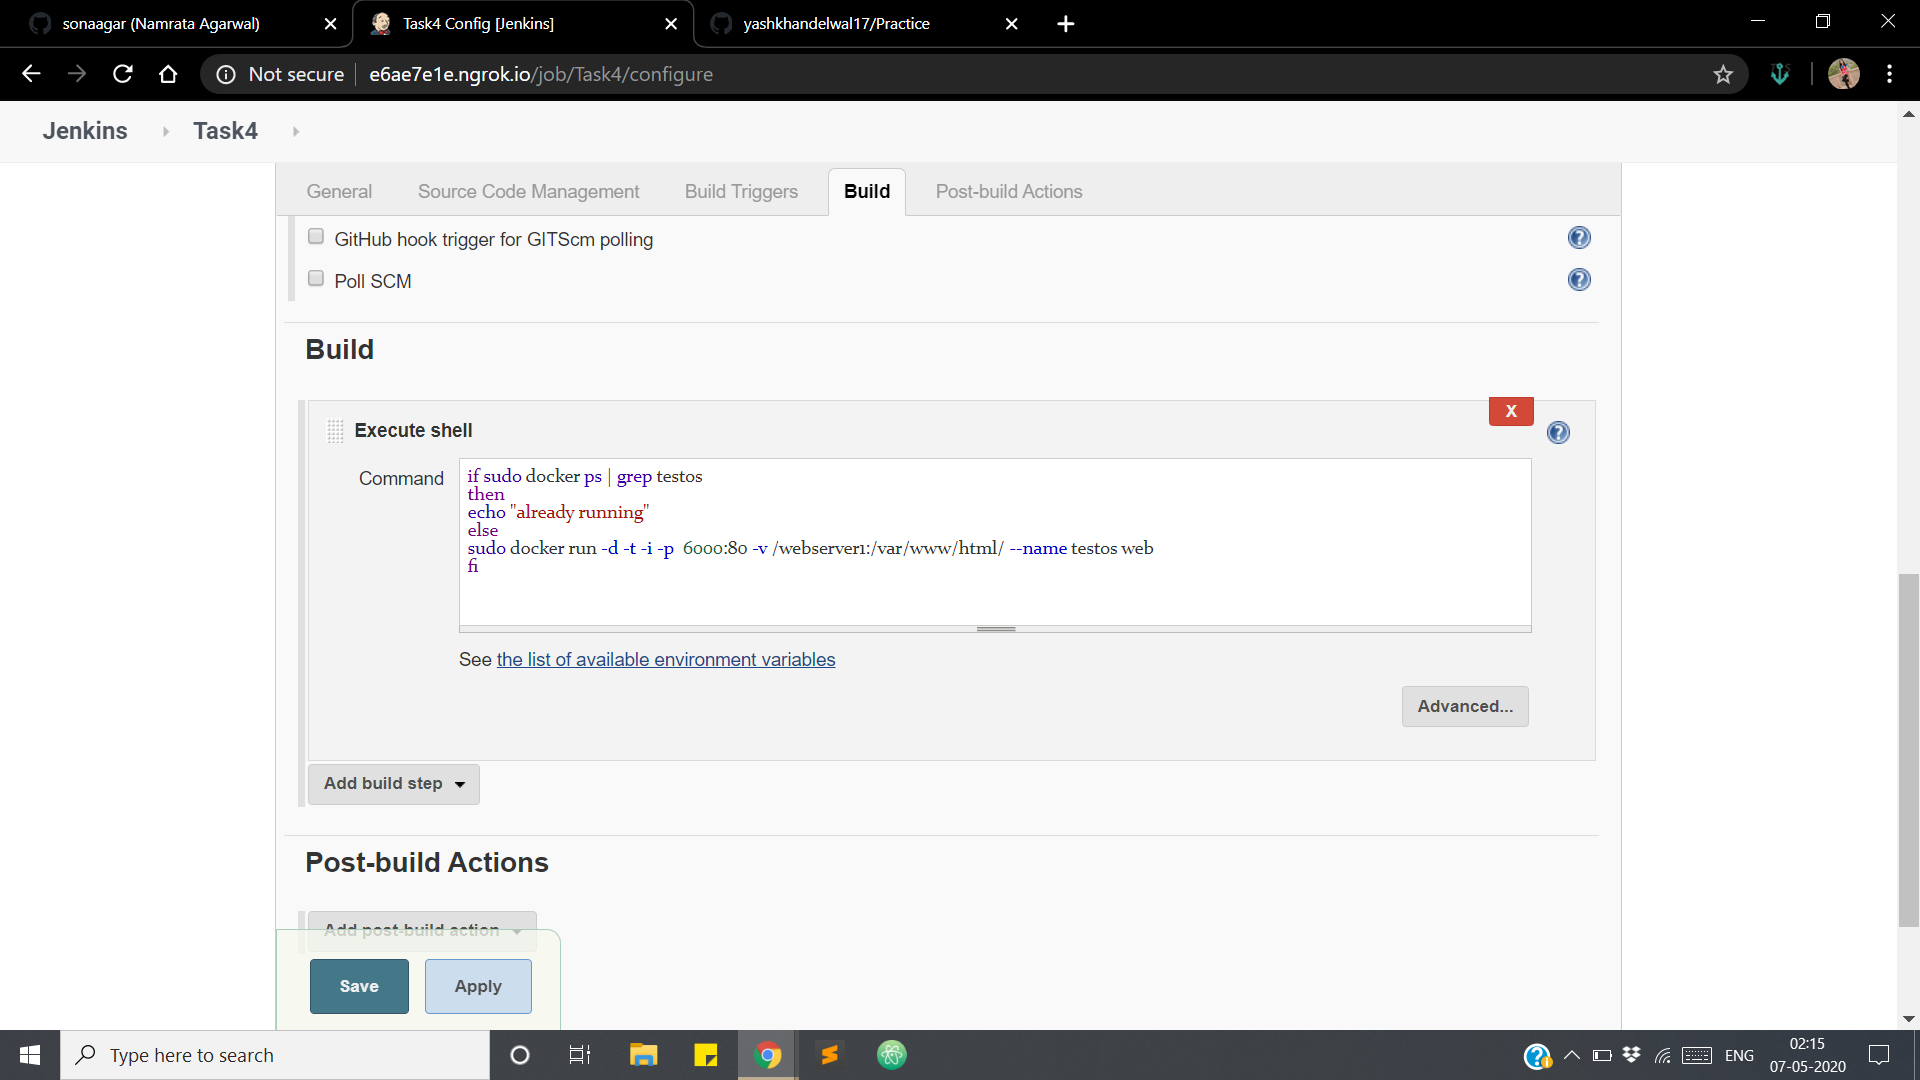 sonaagar (Namrata Agarwal)
Task4 Config [Jenkins]
yashkhandelwal17/Practice
Not secure
e6ae7e1e.ngrok.io/job/Task4/configure
Jenkins
Task4
General
Source Code Management
Build Triggers
Build
Post-build Actions
GitHub hook trigger for GITScm polling
Poll SCM
Build
X
Execute shell
Command
if sudo docker ps | grep testos
then
echo "already running"
else
sudo docker run -d -t -i -p  6000:80 -v /webserver1:/var/www/html/ --name testos web
fi
See the list of available environment variables
Advanced...
Add build step
Post-build Actions
Add post-build action
Save
Apply
Type here to search
ENG
02:15
07-05-2020